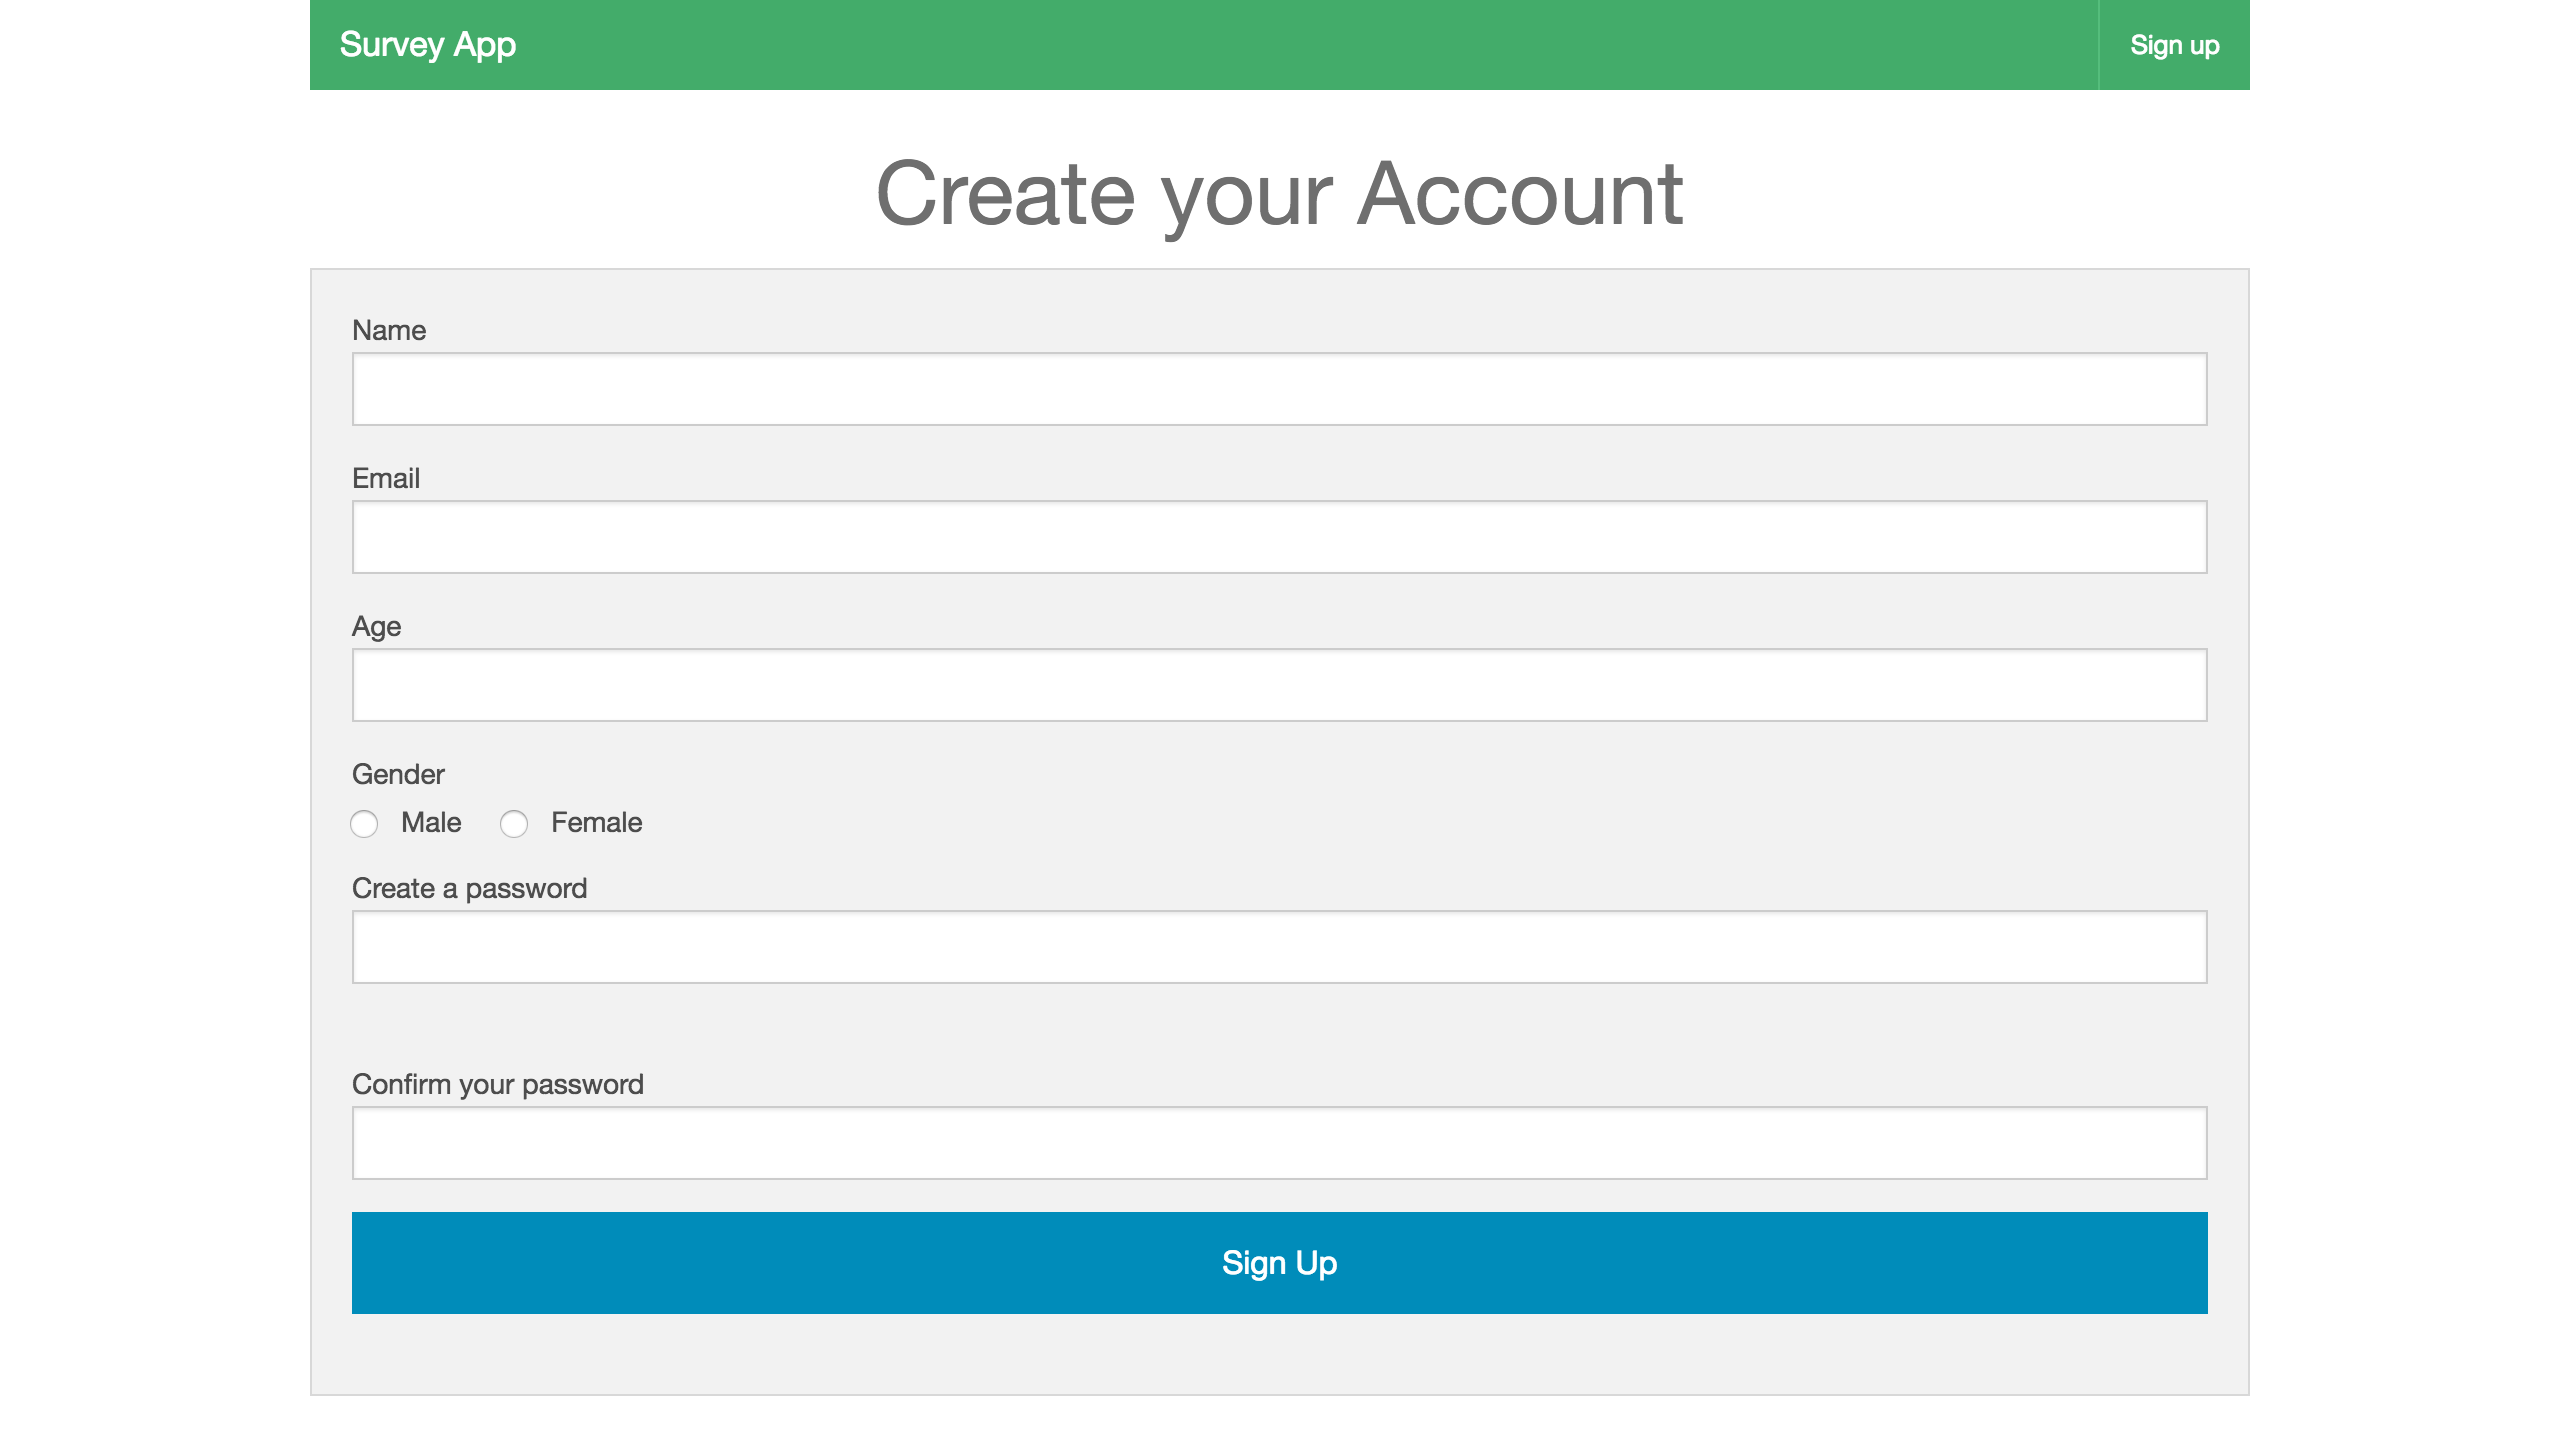 Survey App
Sign up
Create your Account
Name
Email
Age
Gender
Male Female
Create a password
Confirm your password
Sign Up